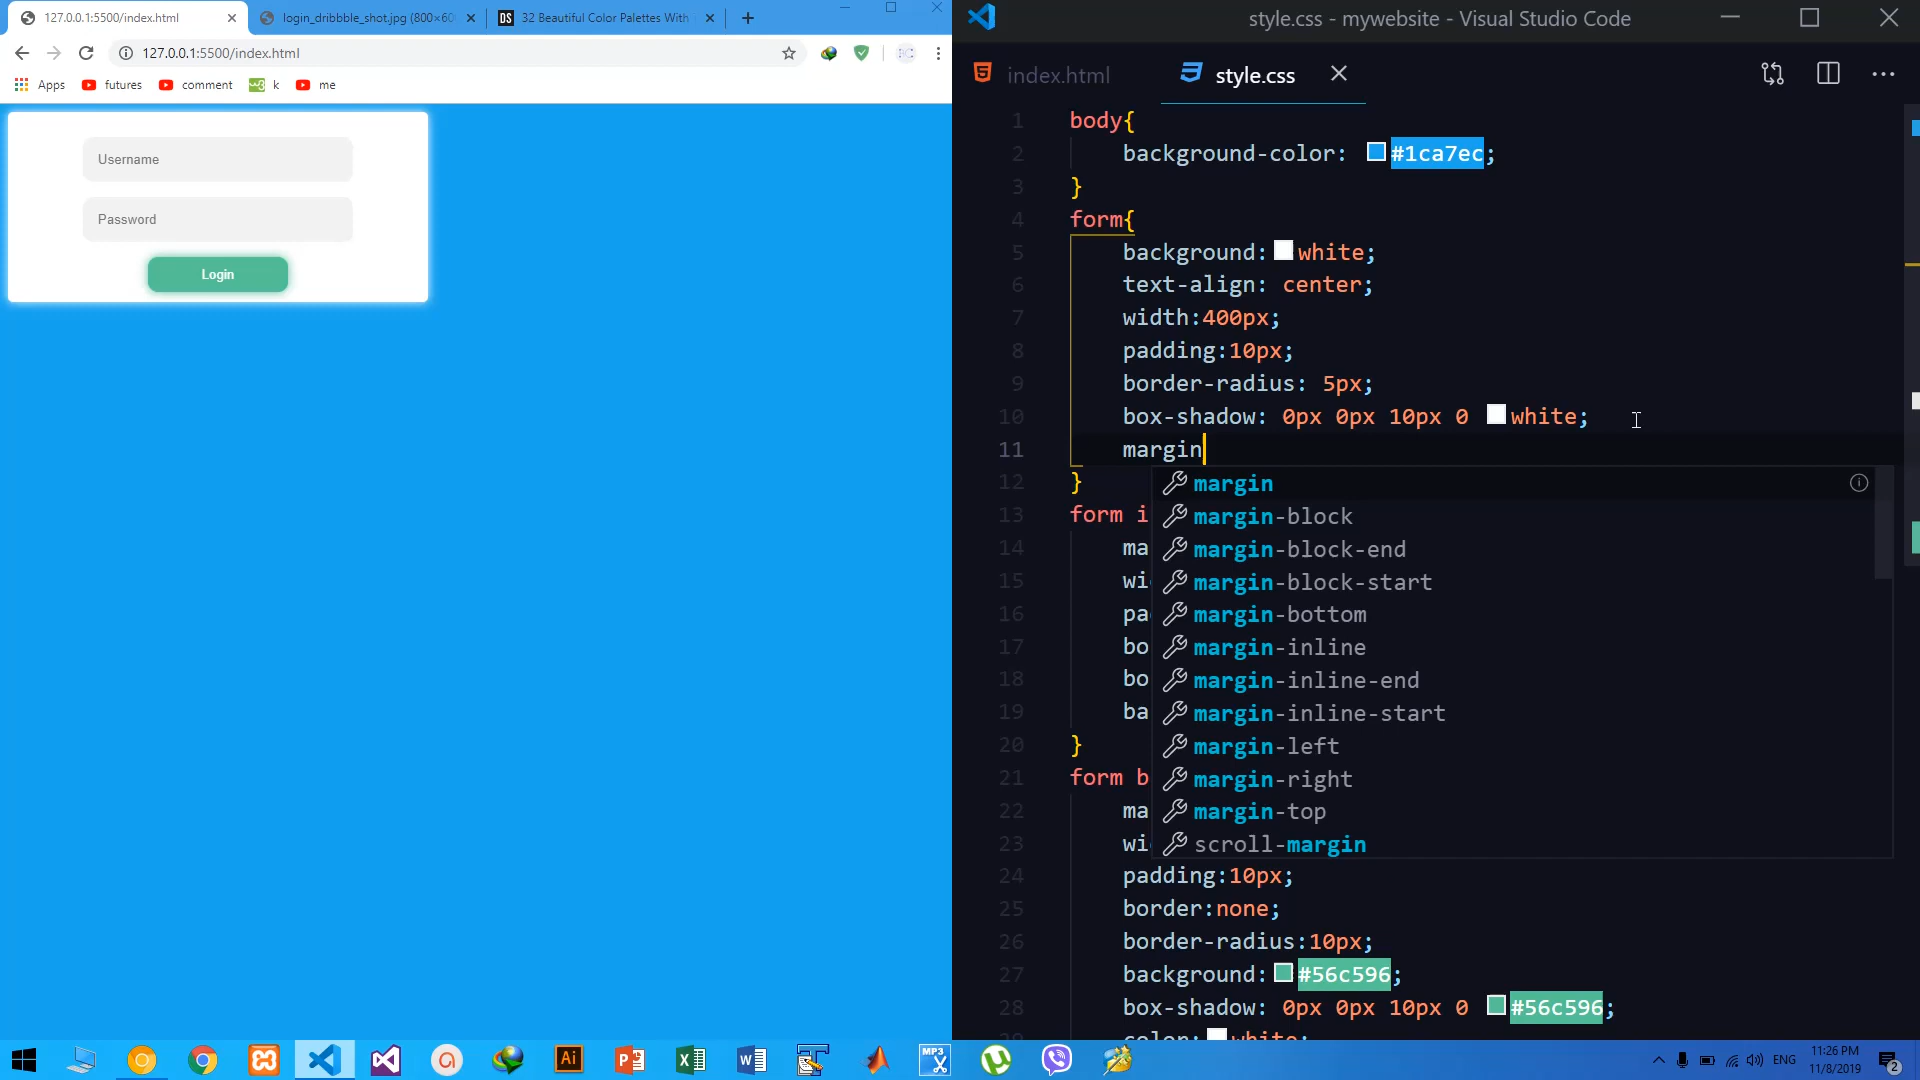 127.0.0.1:5500/index.html
login_dribbble_shot.jpg (800×60
DS 32 Beautiful Color Palettes With
127.0.0.1:5500/index.html
Apps futures comment k me
Username
Password
Login
style.css - mywebsite - Visual Studio Code
index.html style.css
1 body{
2 background-color: #1ca7ec;
3 }
4 form{
5 background: white;
6 text-align: center;
7 width:400px;
8 padding:10px;
9 border-radius: 5px;
10 box-shadow: 0px 0px 10px 0 white;
11 margin
12 } margin
13 form i margin-block
14 ma margin-block-end
15 wi margin-block-start
16 pa margin-bottom
17 bo margin-inline
18 bo margin-inline-end
19 ba margin-inline-start
20 } margin-left
21 form b margin-right
22 ma margin-top
23 wi scroll-margin
24 padding:10px;
25 border:none;
26 border-radius:10px;
27 background: #56c596;
28 box-shadow: 0px 0px 10px 0 #56c596;
29 color: white;
ENG
11:26 PM
11/8/2019
2